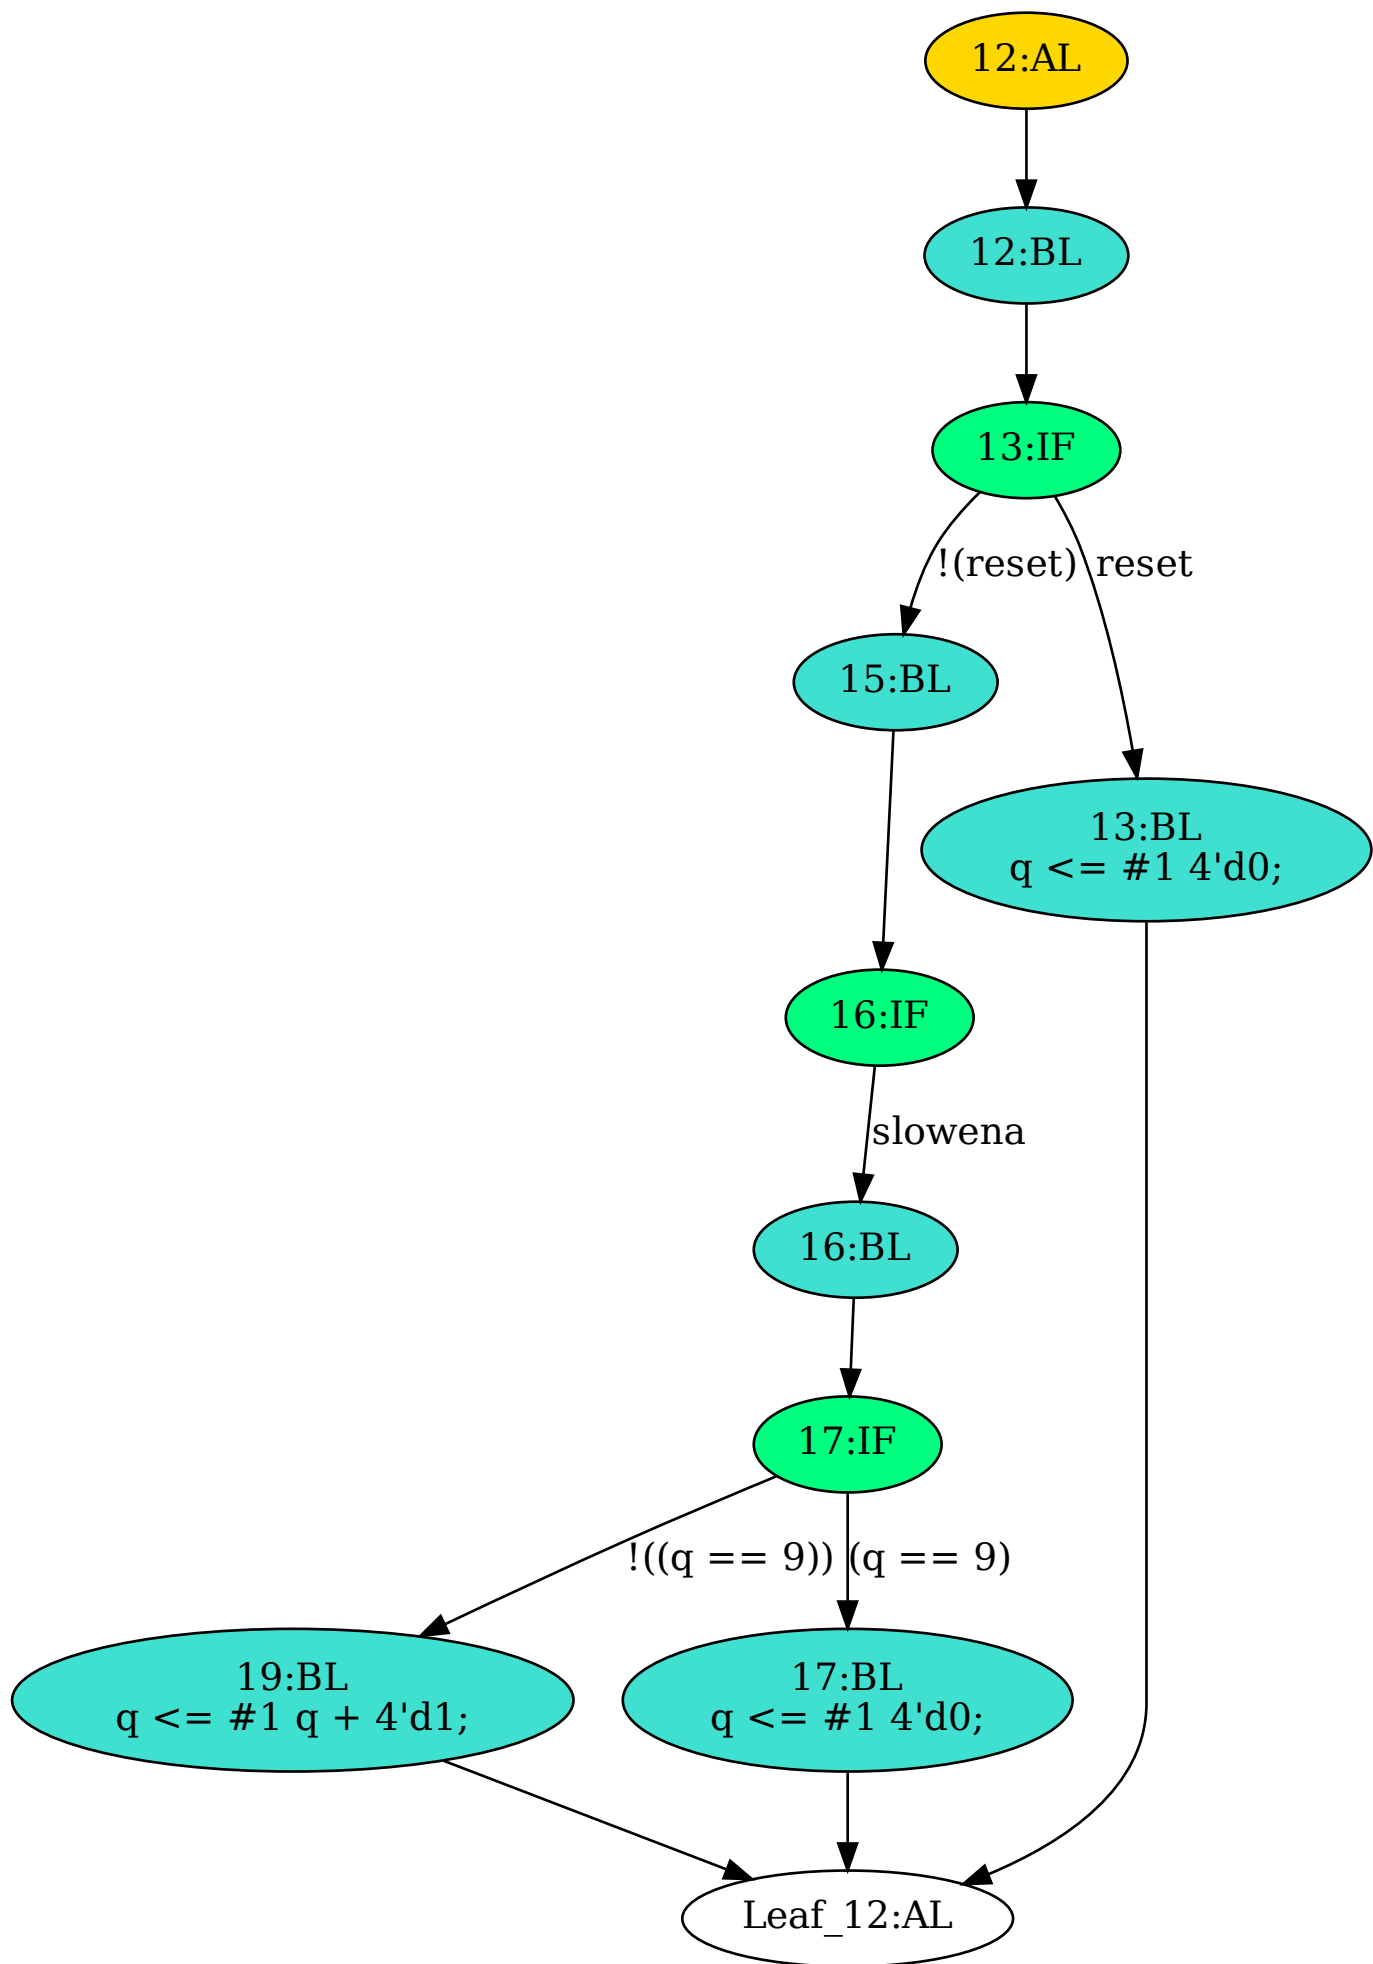 12:AL
12:BL
13:IF
!(reset)
reset
15:BL
13:BL
q <= #1 4'd0;
16:IF
slowena
16:BL
17:IF
!((q == 9))
(q == 9)
19:BL
q <= #1 q + 4'd1;
17:BL
q <= #1 4'd0;
Leaf_12:AL